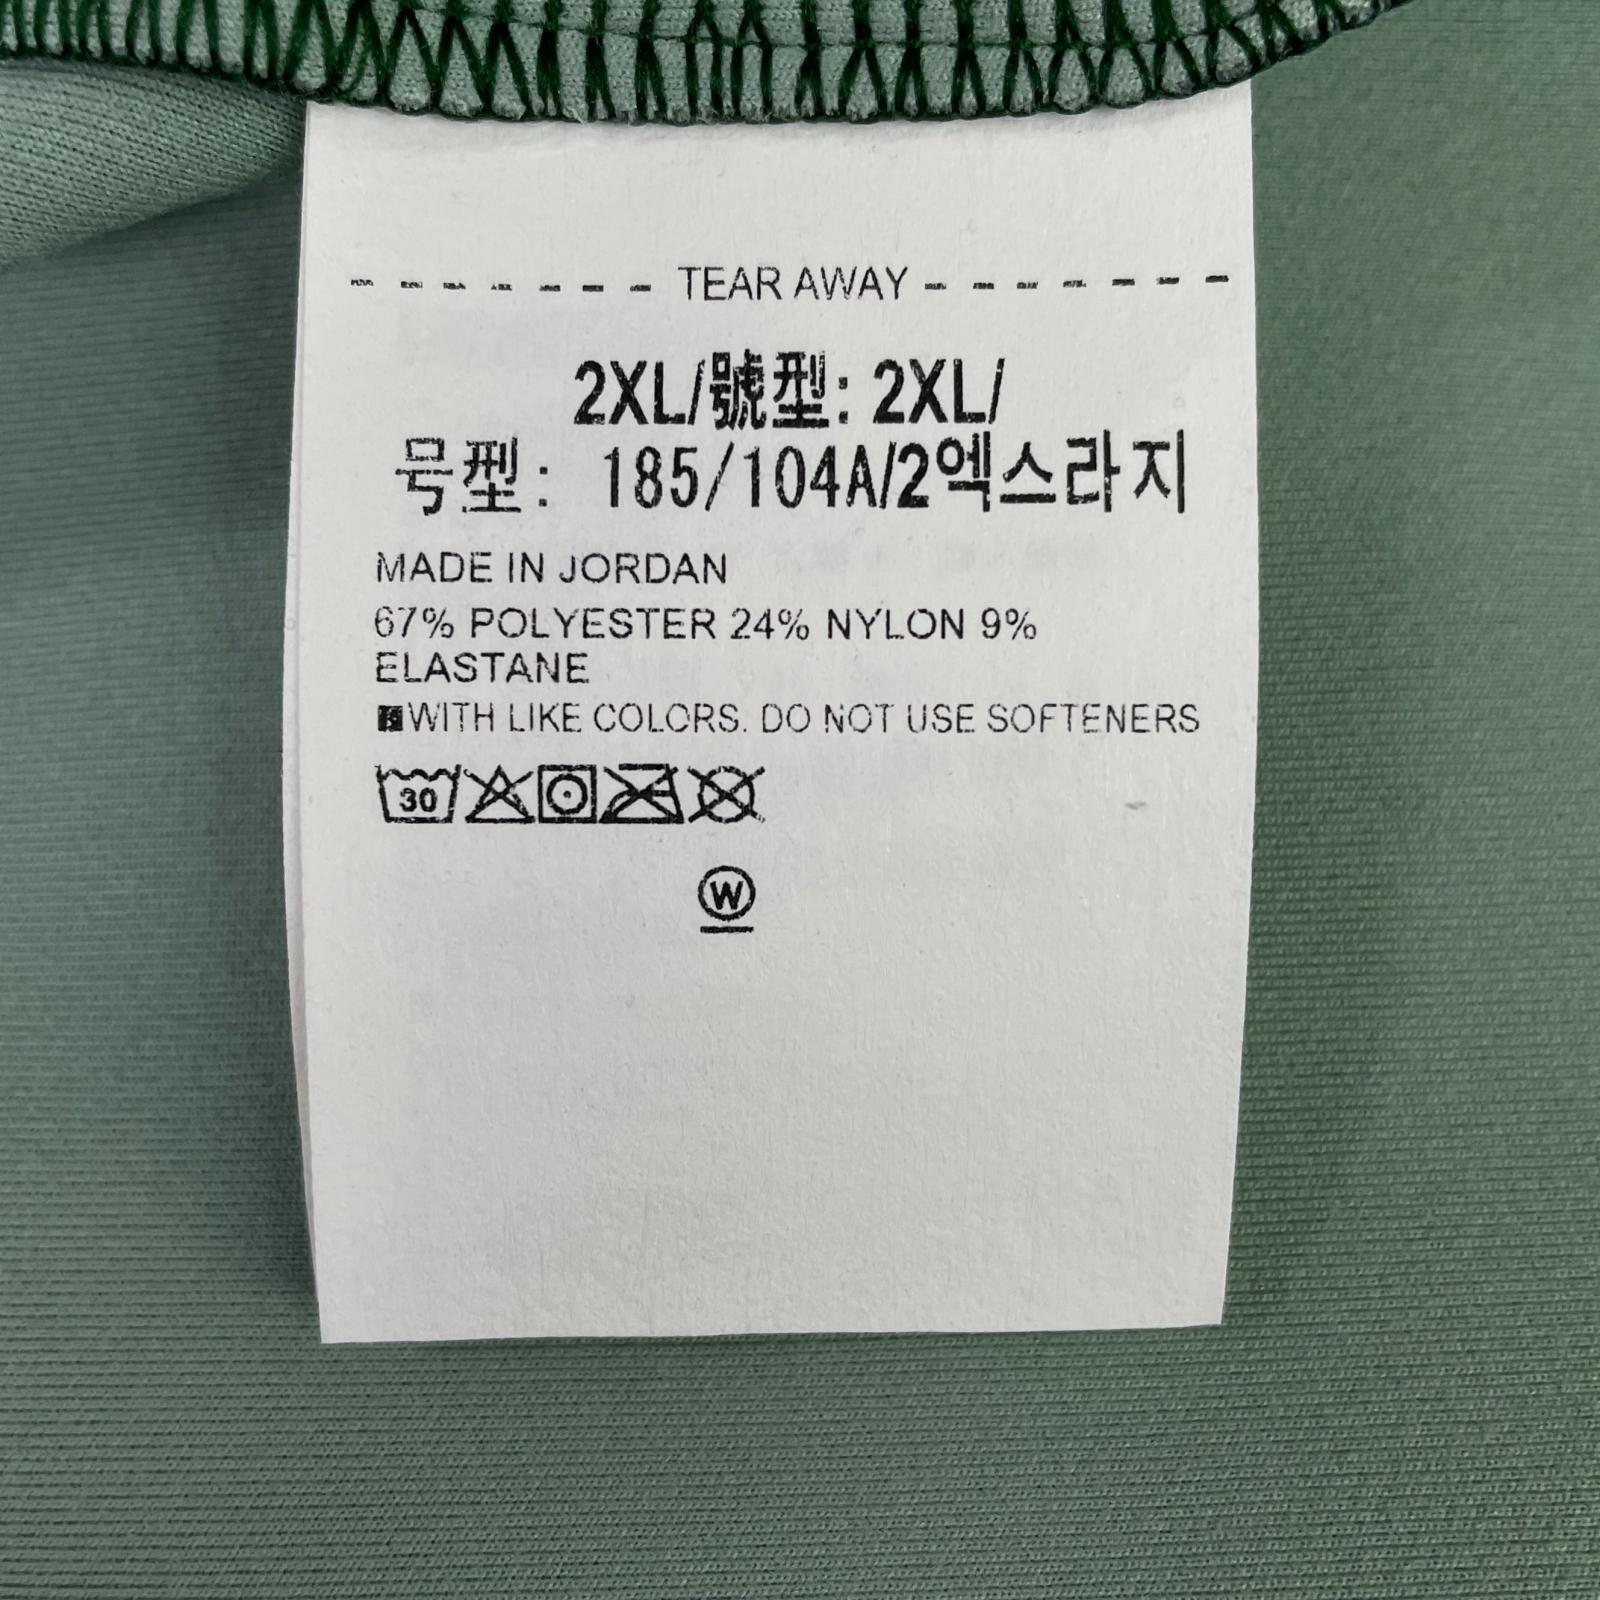 TEAR AWAY
2XL/號型: 2XL/
号型: 185/104A/2엑스라지
MADE IN JORDAN
67% POLYESTER 24% NYLON 9%
ELASTANE
WITH LIKE COLORS. DO NOT USE SOFTENERS
30
W